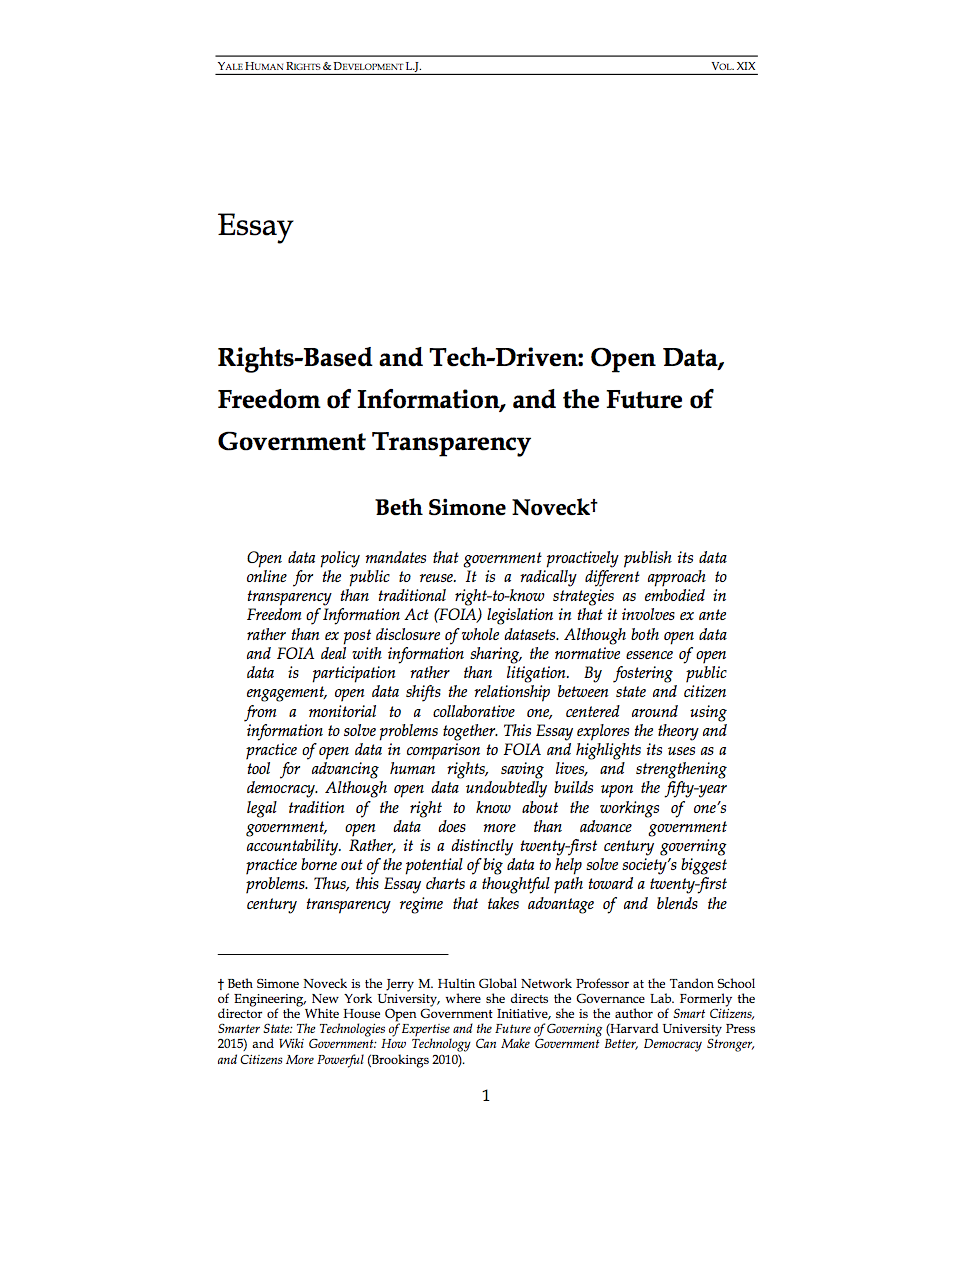 YALE HUMAN RIGHTS & DEVELOPMENT L.J. VOL. XIX
Essay
Rights-Based and Tech-Driven: Open Data,
Freedom of Information, and the Future of
Government Transparency
Beth Simone Noveck†
Open data policy mandates that government proactively publish its data
online for the public to reuse. It is a radically different approach to
transparency than traditional right-to-know strategies as embodied in
Freedom of Information Act (FOIA) legislation in that it involves ex ante
rather than ex post disclosure of whole datasets. Although both open data
and FOIA deal with information sharing, the normative essence of open
data is participation rather than litigation. By fostering public
engagement, open data shifts the relationship between state and citizen
from a monitorial to a collaborative one, centered around using
information to solve problems together. This Essay explores the theory and
practice of open data in comparison to FOIA and highlights its uses as a
tool for advancing human rights, saving lives, and strengthening
democracy. Although open data undoubtedly builds upon the fifty-year
legal tradition of the right to know about the workings of one’s
government, open data does more than advance government
accountability. Rather, it is a distinctly twenty-first century governing
practice borne out of the potential of big data to help solve society’s biggest
problems. Thus, this Essay charts a thoughtful path toward a twenty-first
century transparency regime that takes advantage of and blends the
† Beth Simone Noveck is the Jerry M. Hultin Global Network Professor at the Tandon School
of Engineering, New York University, where she directs the Governance Lab. Formerly the
director of the White House Open Government Initiative, she is the author of Smart Citizens,
Smarter State: The Technologies of Expertise and the Future of Governing (Harvard University Press
2015) and Wiki Government: How Technology Can Make Government Better, Democracy Stronger,
and Citizens More Powerful (Brookings 2010).
1